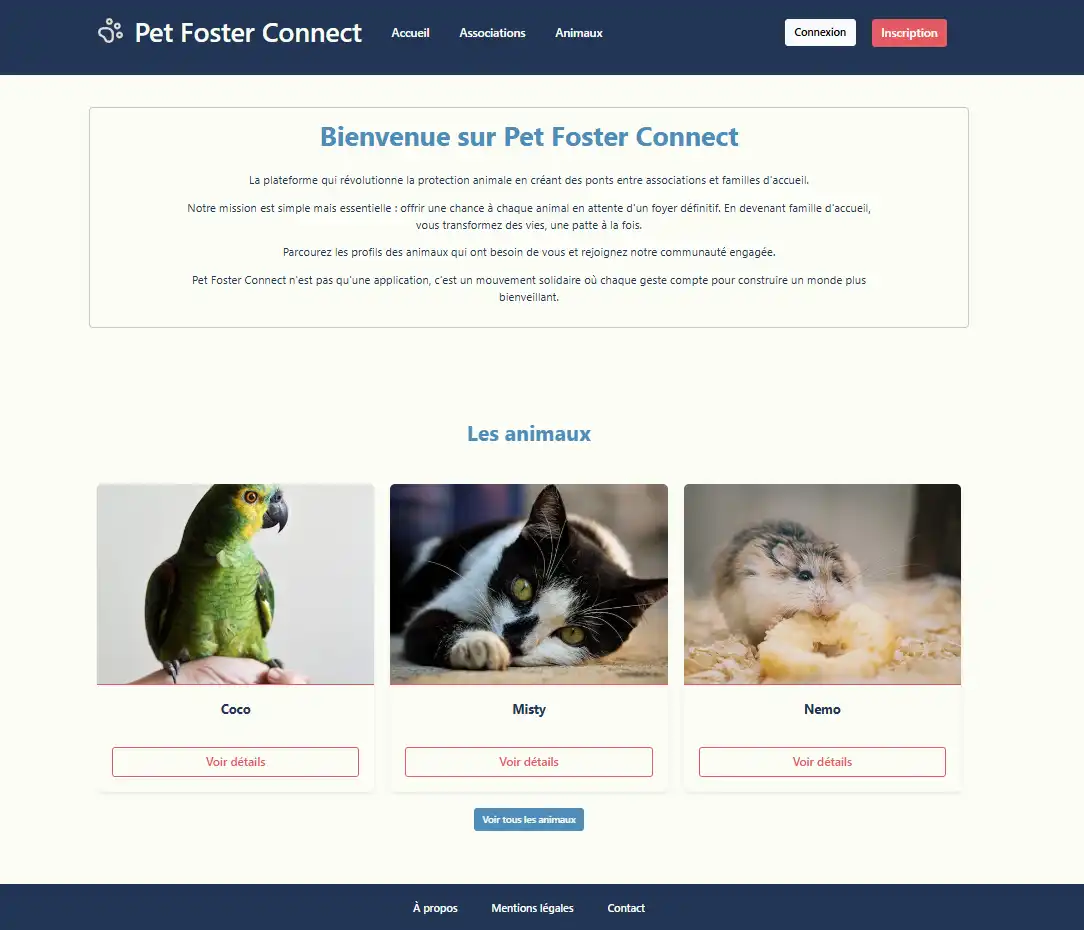 Pet Foster Connect
Accueil
Associations
Animaux
Connexion
Inscription
Bienvenue sur Pet Foster Connect
La plateforme qui révolutionne la protection animale en créant des ponts entre associations et familles d'accueil.
Notre mission est simple mais essentielle : offrir une chance à chaque animal en attente d'un foyer définitif. En devenant famille d'accueil,
vous transformez des vies, une patte à la fois.
Parcourez les profils des animaux qui ont besoin de vous et rejoignez notre communauté engagée.
Pet Foster Connect n'est pas qu'une application, c'est un mouvement solidaire où chaque geste compte pour construire un monde plus
bienveillant.
Les animaux
Coco
Misty
Nemo
Voir détails
Voir détails
Voir détails
Voir tous les animaux
À propos
Mentions légales
Contact